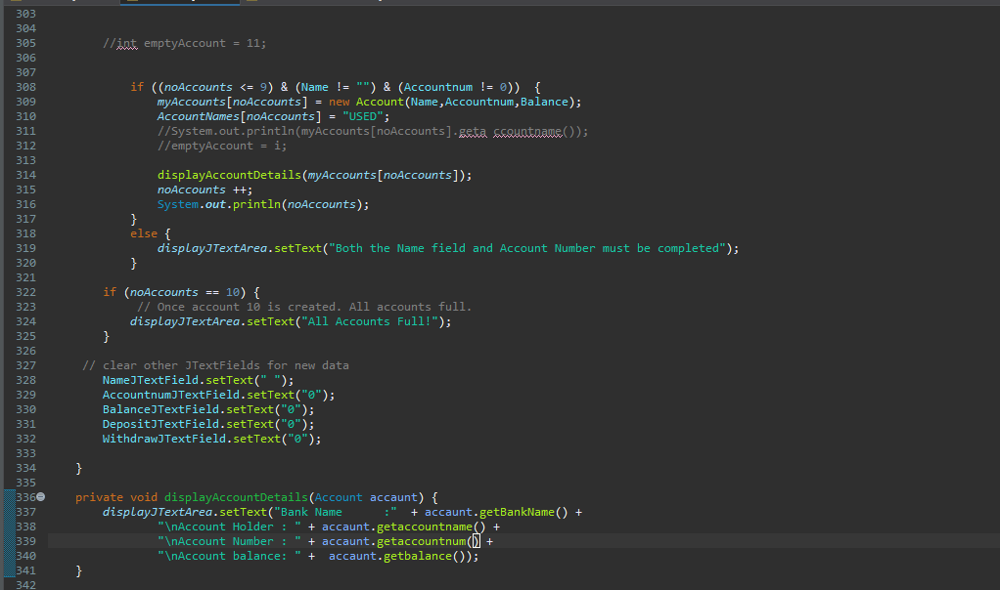 303
304
305 //int emptyAccount = 11;
306
307
308 if ((noAccounts <= 9) & (Name != "") & (Accountnum != 0)) {
309 myAccounts[noAccounts] = new Account(Name,Accountnum,Balance);
310 AccountNames[noAccounts] = "USED";
311 //System.out.println(myAccounts[noAccounts].geta ccountname());
312 //emptyAccount = i;
313
314 displayAccountDetails(myAccounts[noAccounts]);
315 noAccounts ++;
316 System.out.println(noAccounts);
317 }
318 else {
319 displayJTextArea.setText("Both the Name field and Account Number must be completed");
320 }
321
322 if (noAccounts == 10) {
323 // Once account 10 is created. All accounts full.
324 displayJTextArea.setText("All Accounts Full!");
325 }
326
327 // clear other JTextFields for new data
328 NameJTextField.setText(" ");
329 AccountnumJTextField.setText("0");
330 BalanceJTextField.setText("0");
331 DepositJTextField.setText("0");
332 WithdrawJTextField.setText("0");
333
334 }
335
336 private void displayAccountDetails(Account accaunt) {
337 displayJTextArea.setText("Bank Name      :"  + accaunt.getBankName() +
338 "\nAccount Holder : " + accaunt.getaccountname() +
339 "\nAccount Number : " + accaunt.getaccountnum() +
340 "\nAccount balance: " +  accaunt.getbalance());
341 }
342